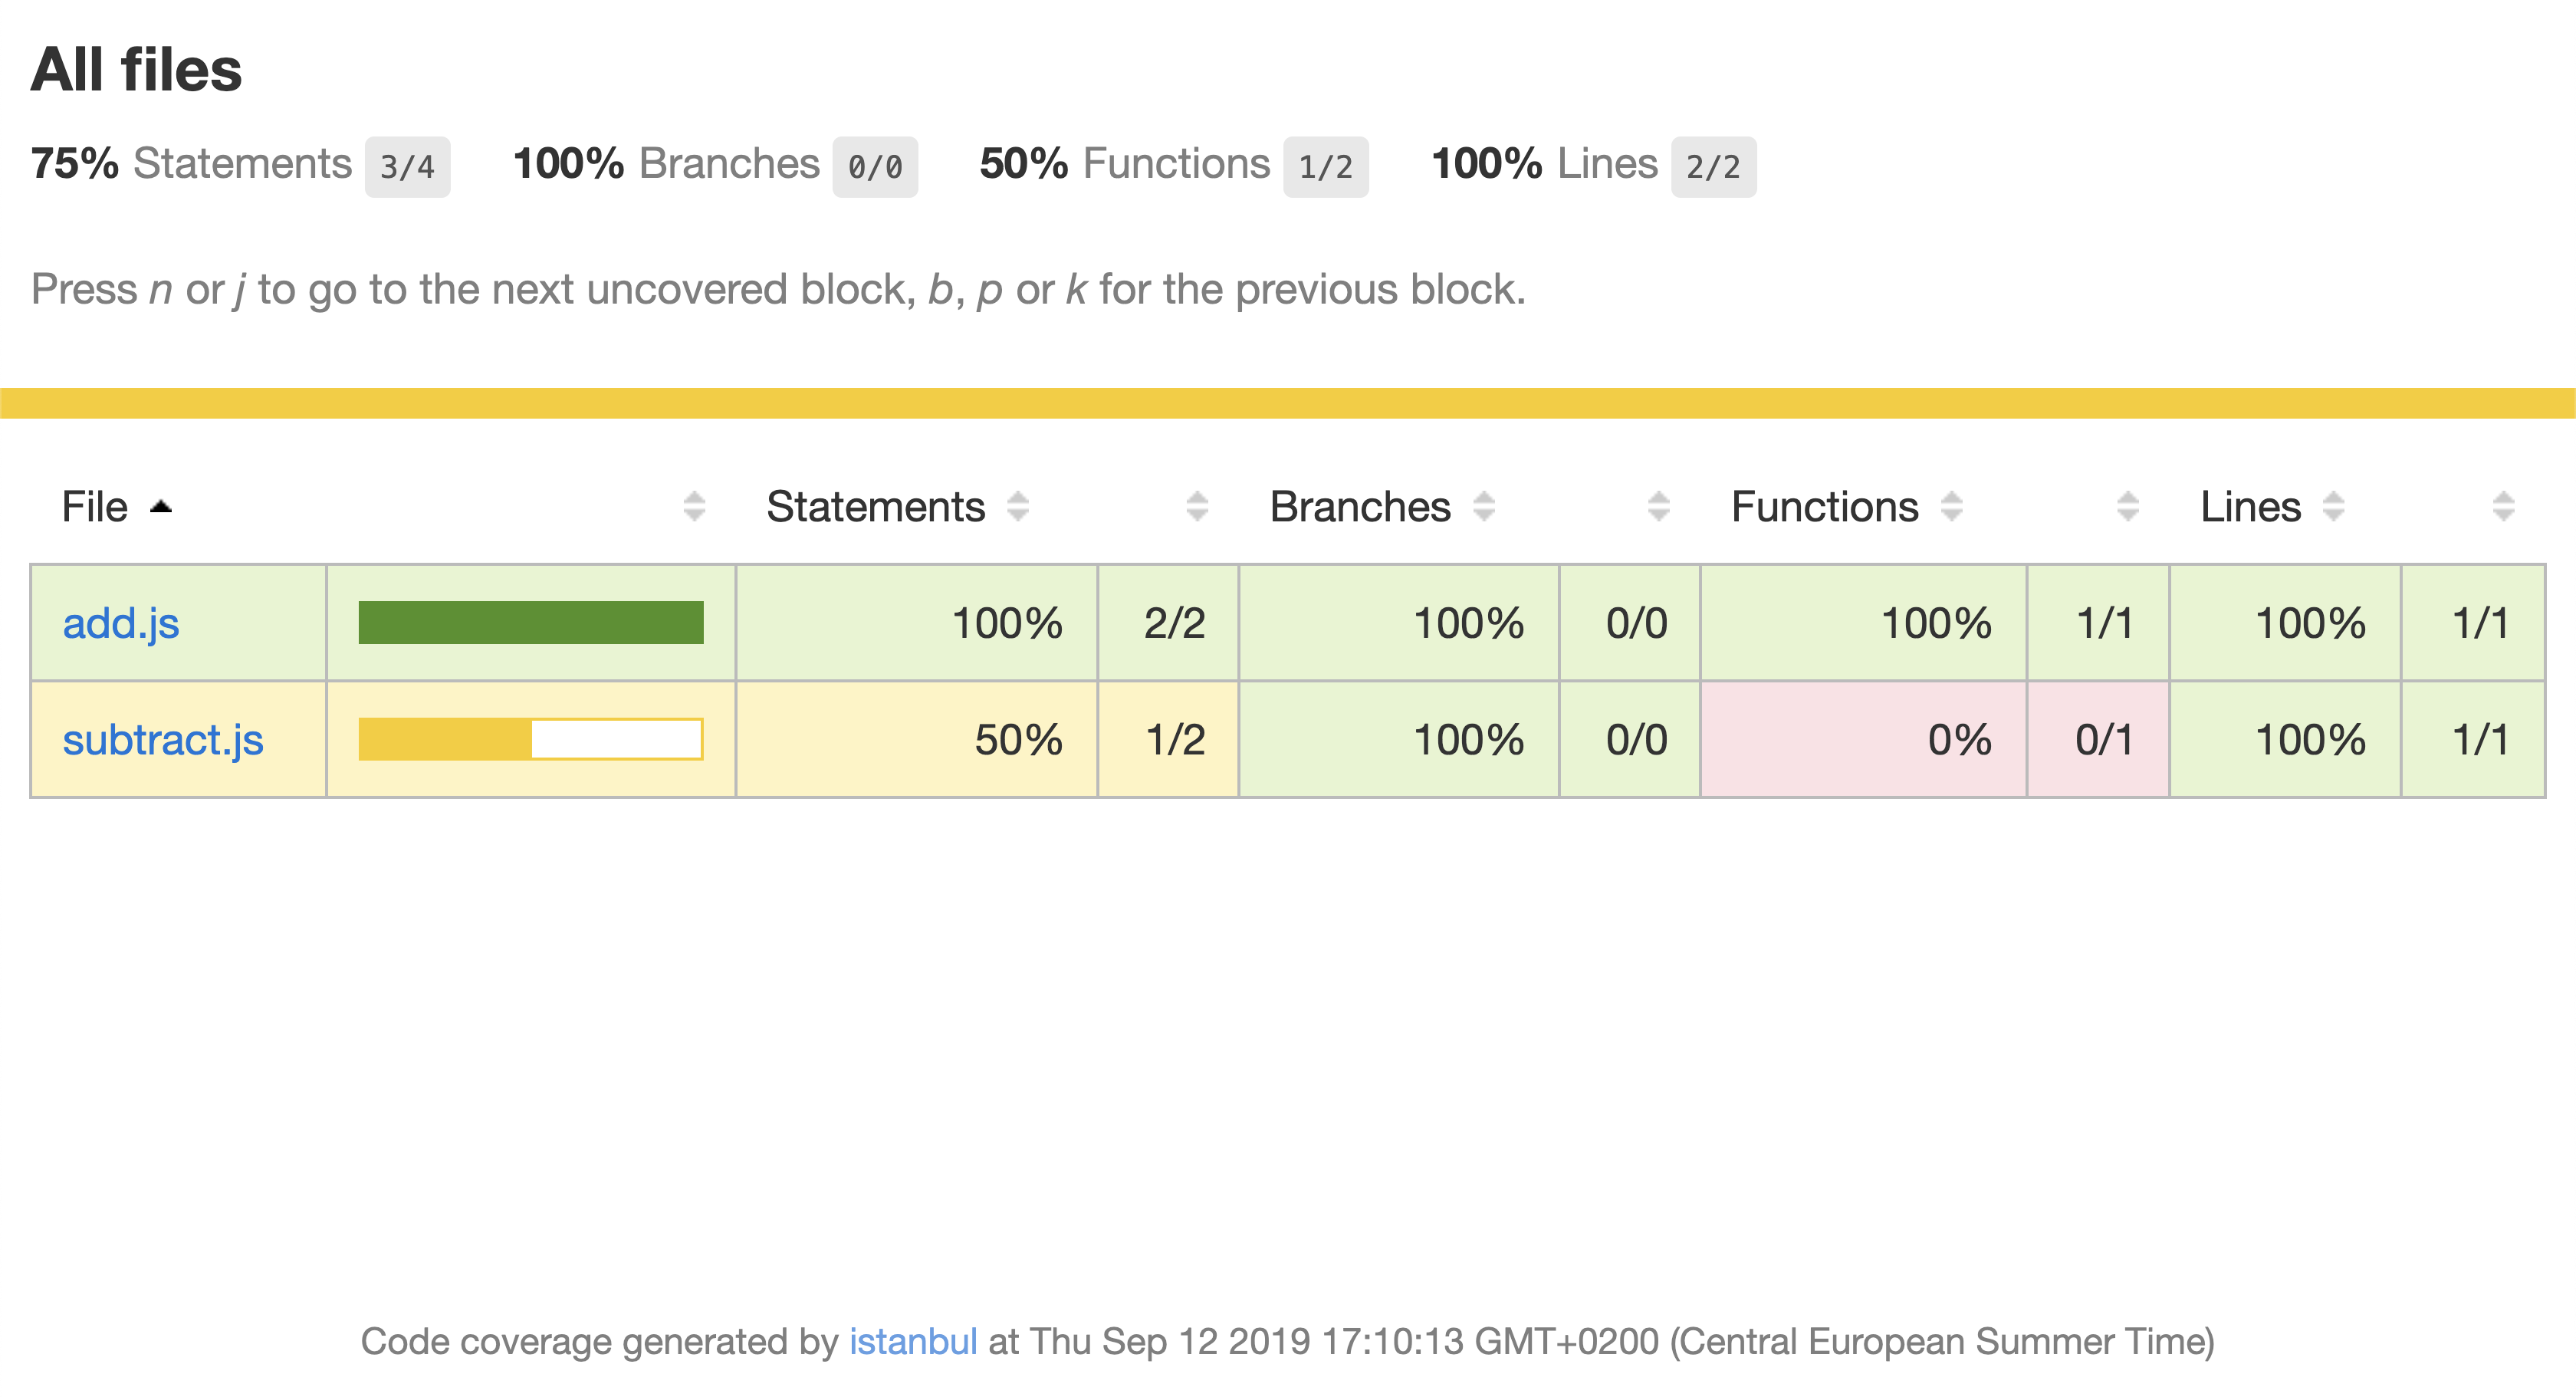 All files
75% Statements 3/4 100% Branches 0/0 50% Functions 1/2 100% Lines 2/2
Press n or j to go to the next uncovered block, b, p or k for the previous block.
File Statements Branches Functions Lines
add.js 100% 2/2 100% 0/0 100% 1/1 100% 1/1
subtract.js 50% 1/2 100% 0/0 0% 0/1 100% 1/1
Code coverage generated by istanbul at Thu Sep 12 2019 17:10:13 GMT+0200 (Central European Summer Time)